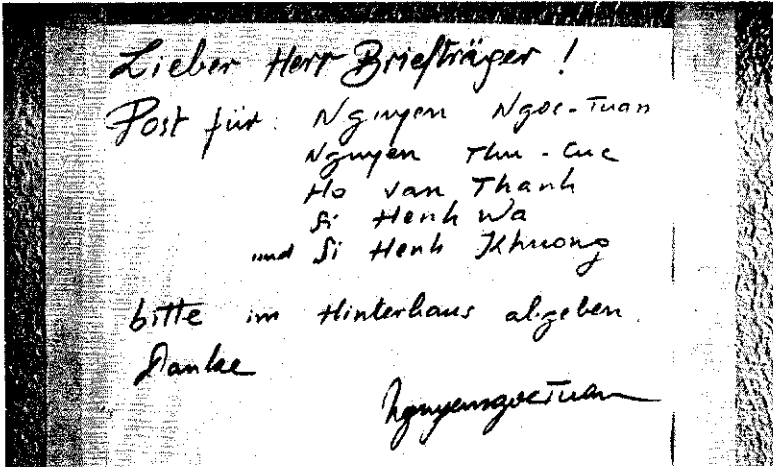 Lieber Herr Briefträger !
Post für: Nguyen Ngoc-Tuan
Nguyen Thu-Cuc
Ho van Thanh
Si Henh Wa
und Si Henh Khuong
bitte im Hinterhaus abgeben.
Danke
Nguyenngoctuan